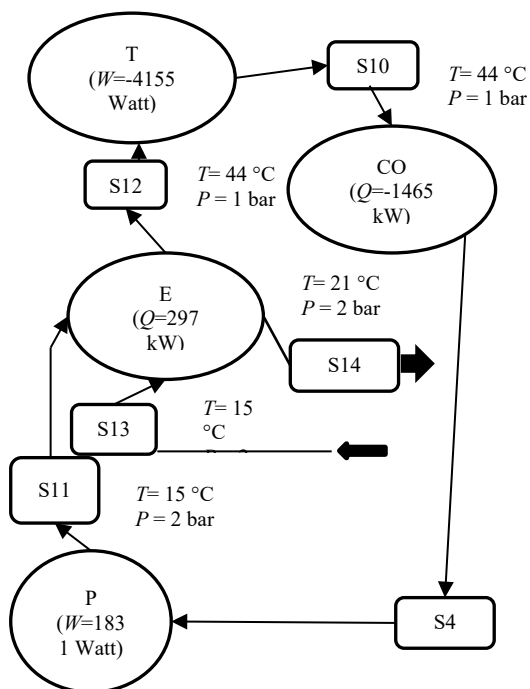 T
(W=-4155
Watt)
S10
T= 44 °C
P = 1 bar
CO
(Q=-1465
kW)
S12
T= 44 °C
P = 1 bar
E
(Q=297
kW)
T= 21 °C
P = 2 bar
S14
S13
T= 15
°C
S11
T= 15 °C
P = 2 bar
P
(W=183
1 Watt)
S4